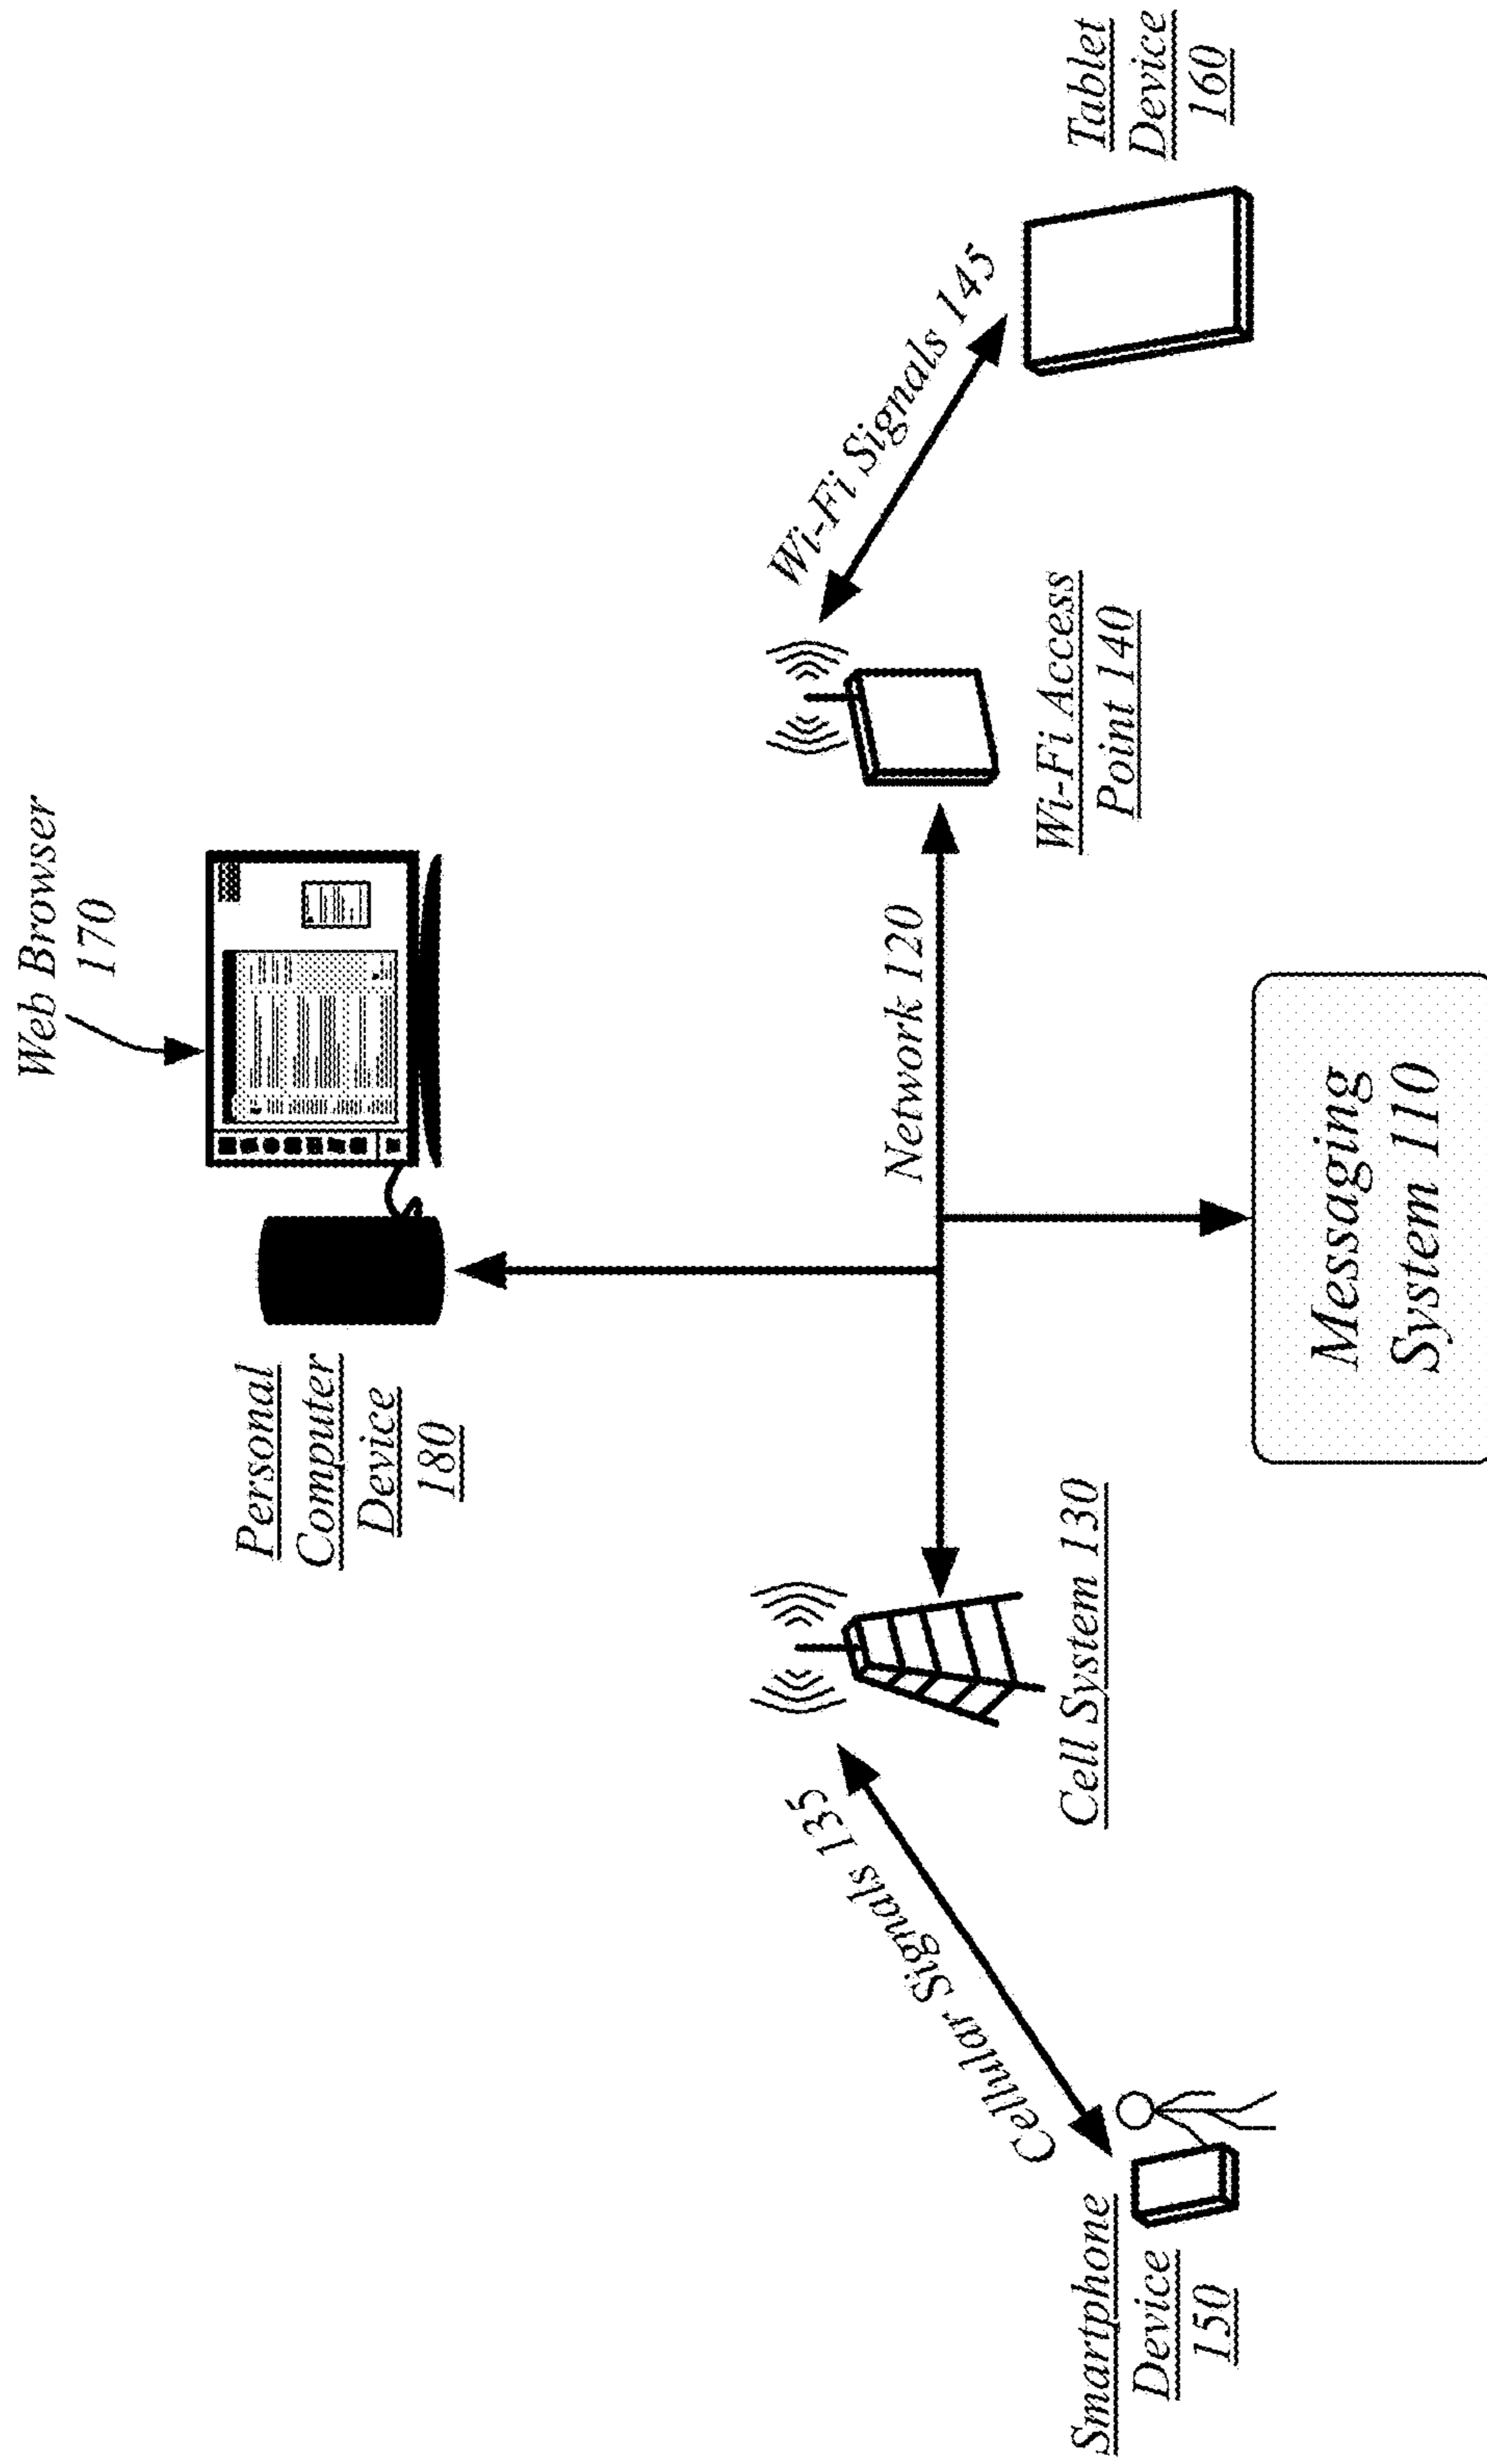 Web Browser
170
Personal
Computer
Device
180
Network 120
Cellular Signals 135
Wi-Fi Signals 145
Cell System 130
Wi-Fi Access
Point 140
Smartphone
Device
150
Tablet
Device
160
Messaging
System 110